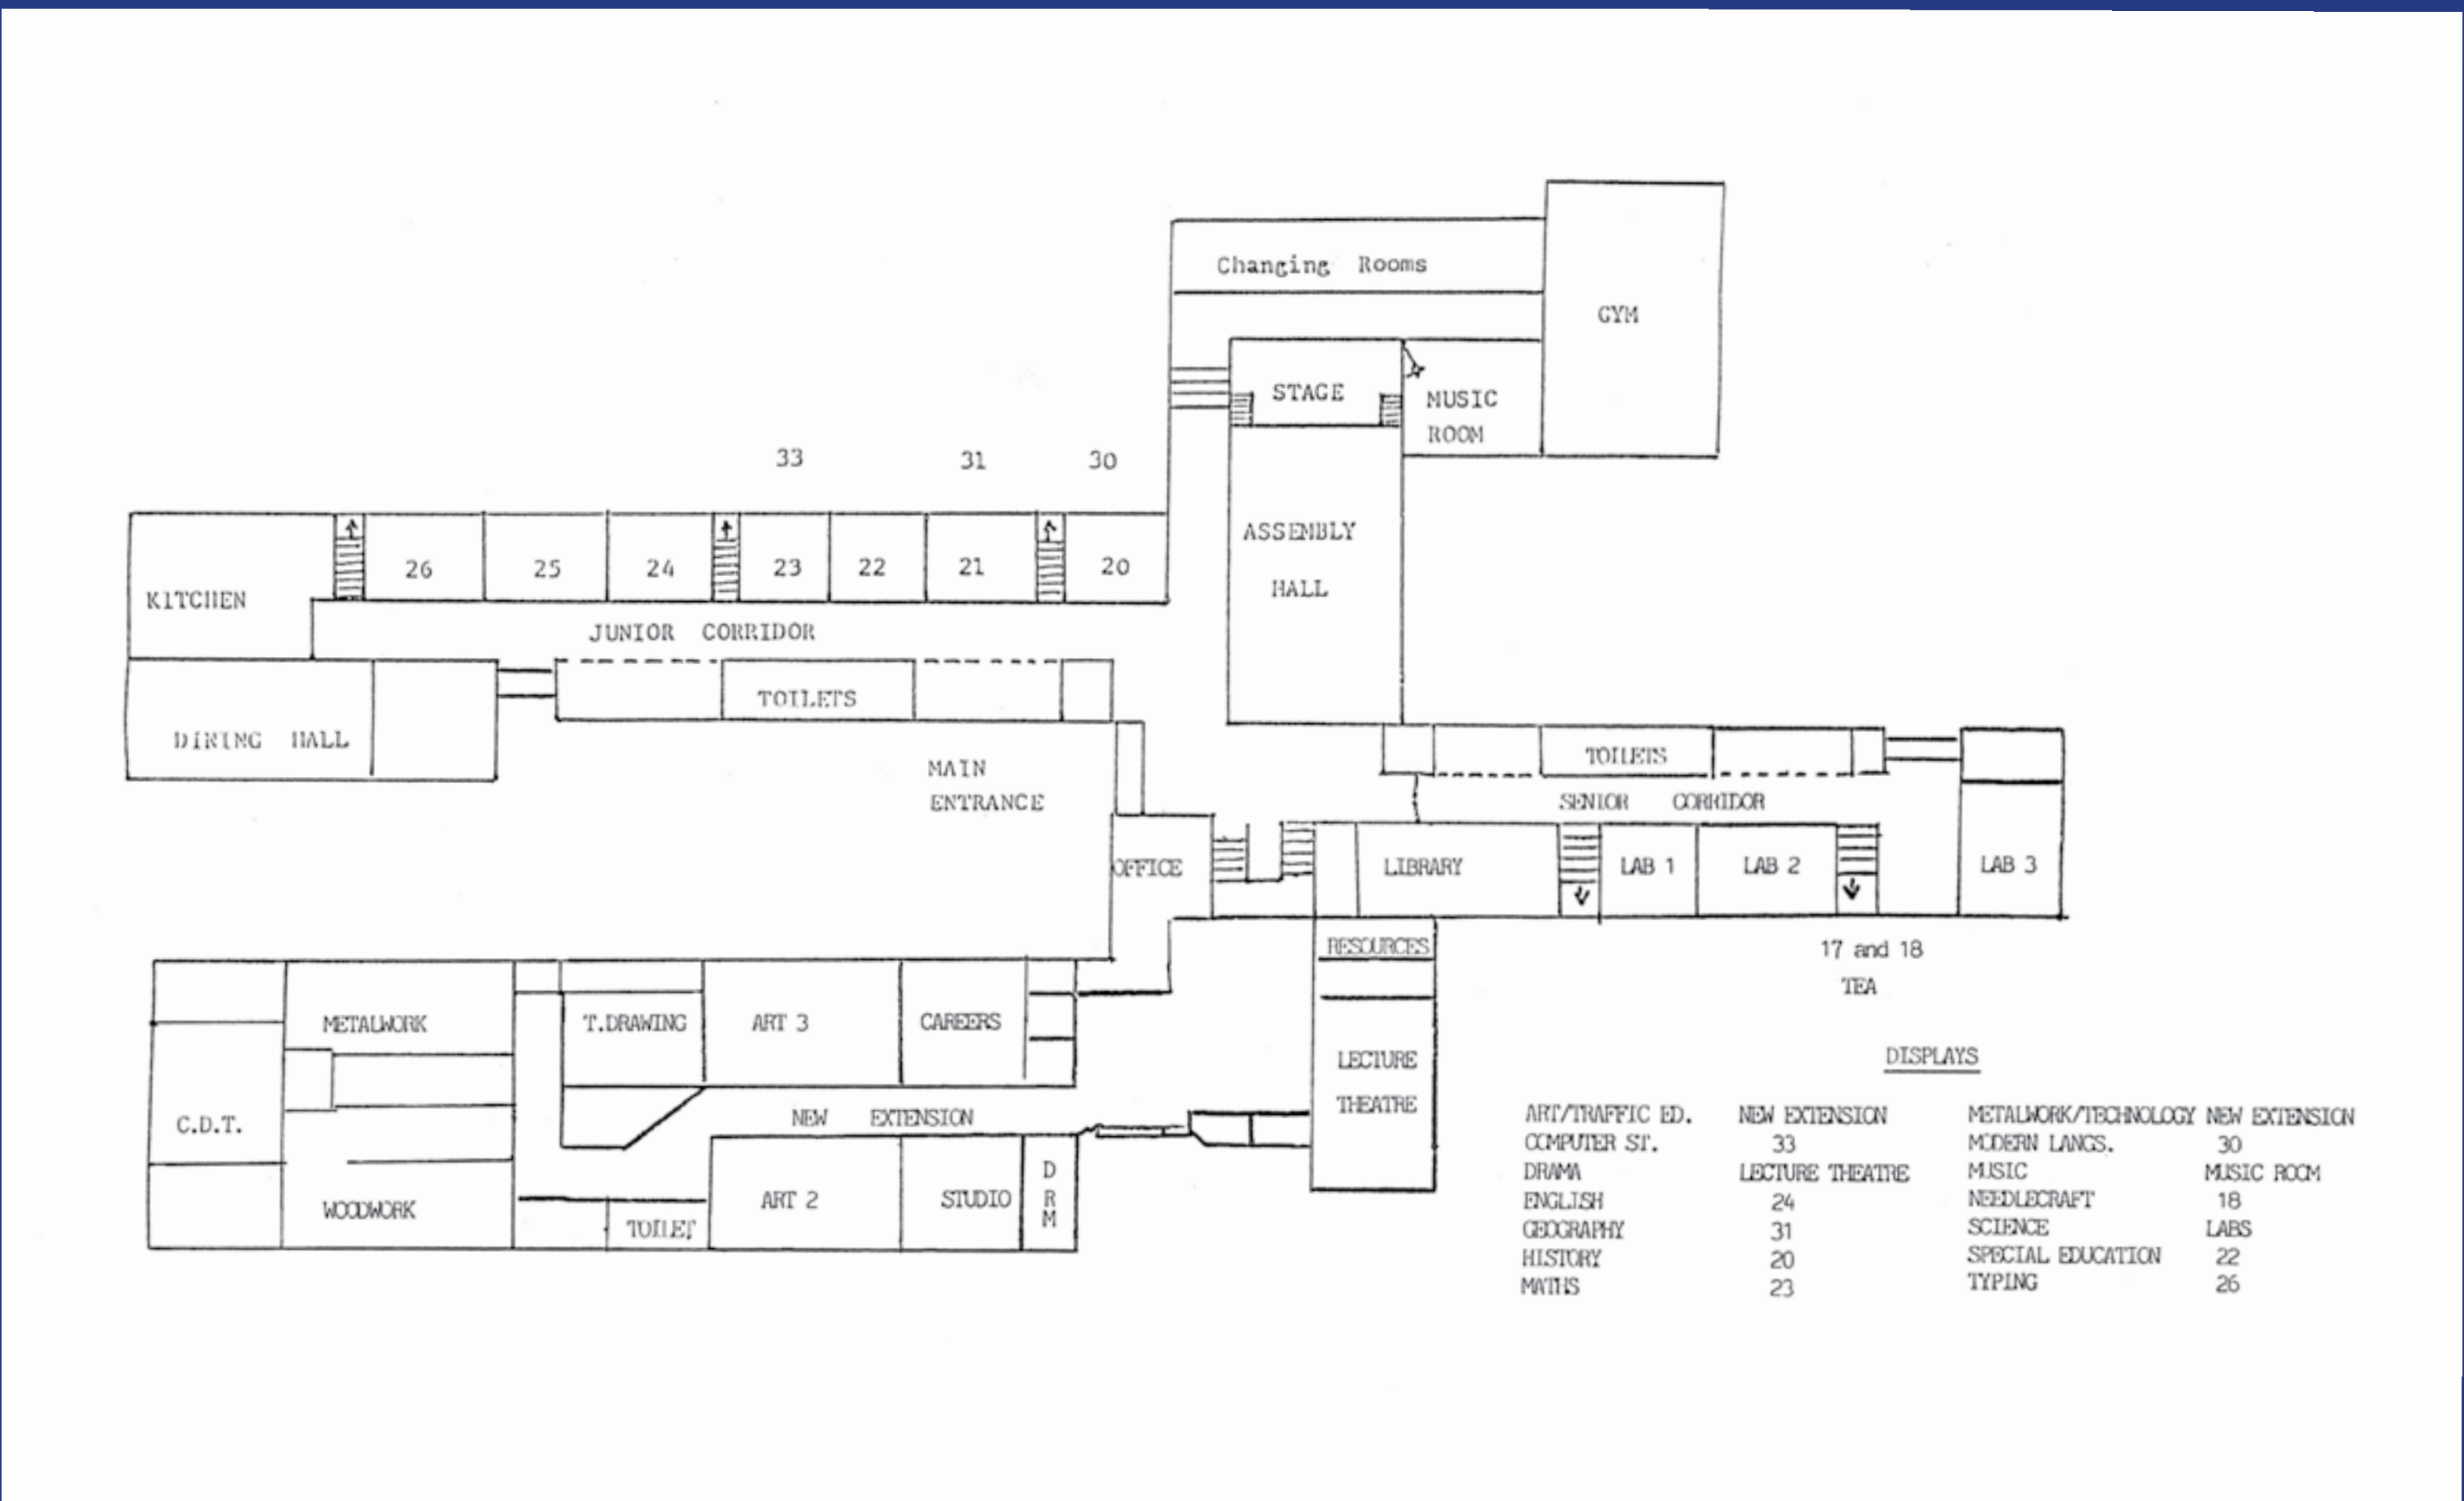 Changing Rooms
GYM
STAGE
MUSIC
ROOM
33
31
30
ASSEMBLY
HALL
26
25
24
23
22
21
20
KITCHEN
JUNIOR CORRIDOR
TOILETS
DINING HALL
MAIN
ENTRANCE
TOILETS
SENIOR CORRIDOR
OFFICE
LIBRARY
LAB 1
LAB 2
LAB 3
RESOURCES
17 and 18
TEA
METALWORK
T.DRAWING
ART 3
CAREERS
LECTURE
THEATRE
C.D.T.
NEW EXTENSION
WOODWORK
TOILET
ART 2
STUDIO
D
R
M
DISPLAYS
ART/TRAFFIC ED. NEW EXTENSION
COMPUTER ST. 33
DRAMA LECTURE THEATRE
ENGLISH 24
GEOGRAPHY 31
HISTORY 20
MATHS 23
METALWORK/TECHNOLOGY NEW EXTENSION
MODERN LANGS. 30
MUSIC MUSIC ROOM
NEEDLECRAFT 18
SCIENCE LABS
SPECIAL EDUCATION 22
TYPING 26